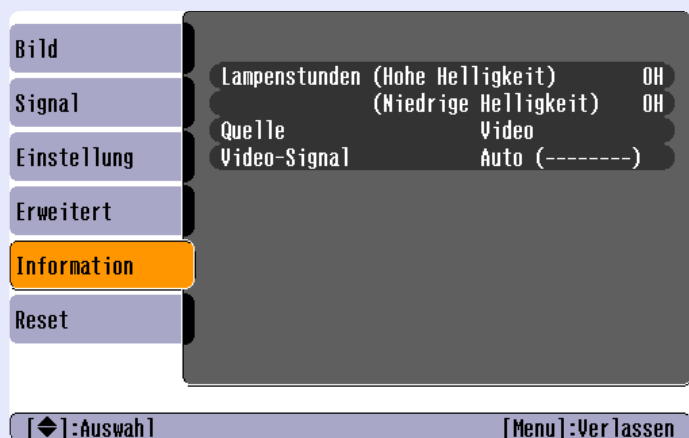 Bild
Signal
Einstellung
Erweitert
Information
Reset
Lampenstunden (Hohe Helligkeit) 0H
(Niedrige Helligkeit) 0H
Quelle Video
Video-Signal Auto (--------)
[◆]:Auswahl [Menu]:Verlassen